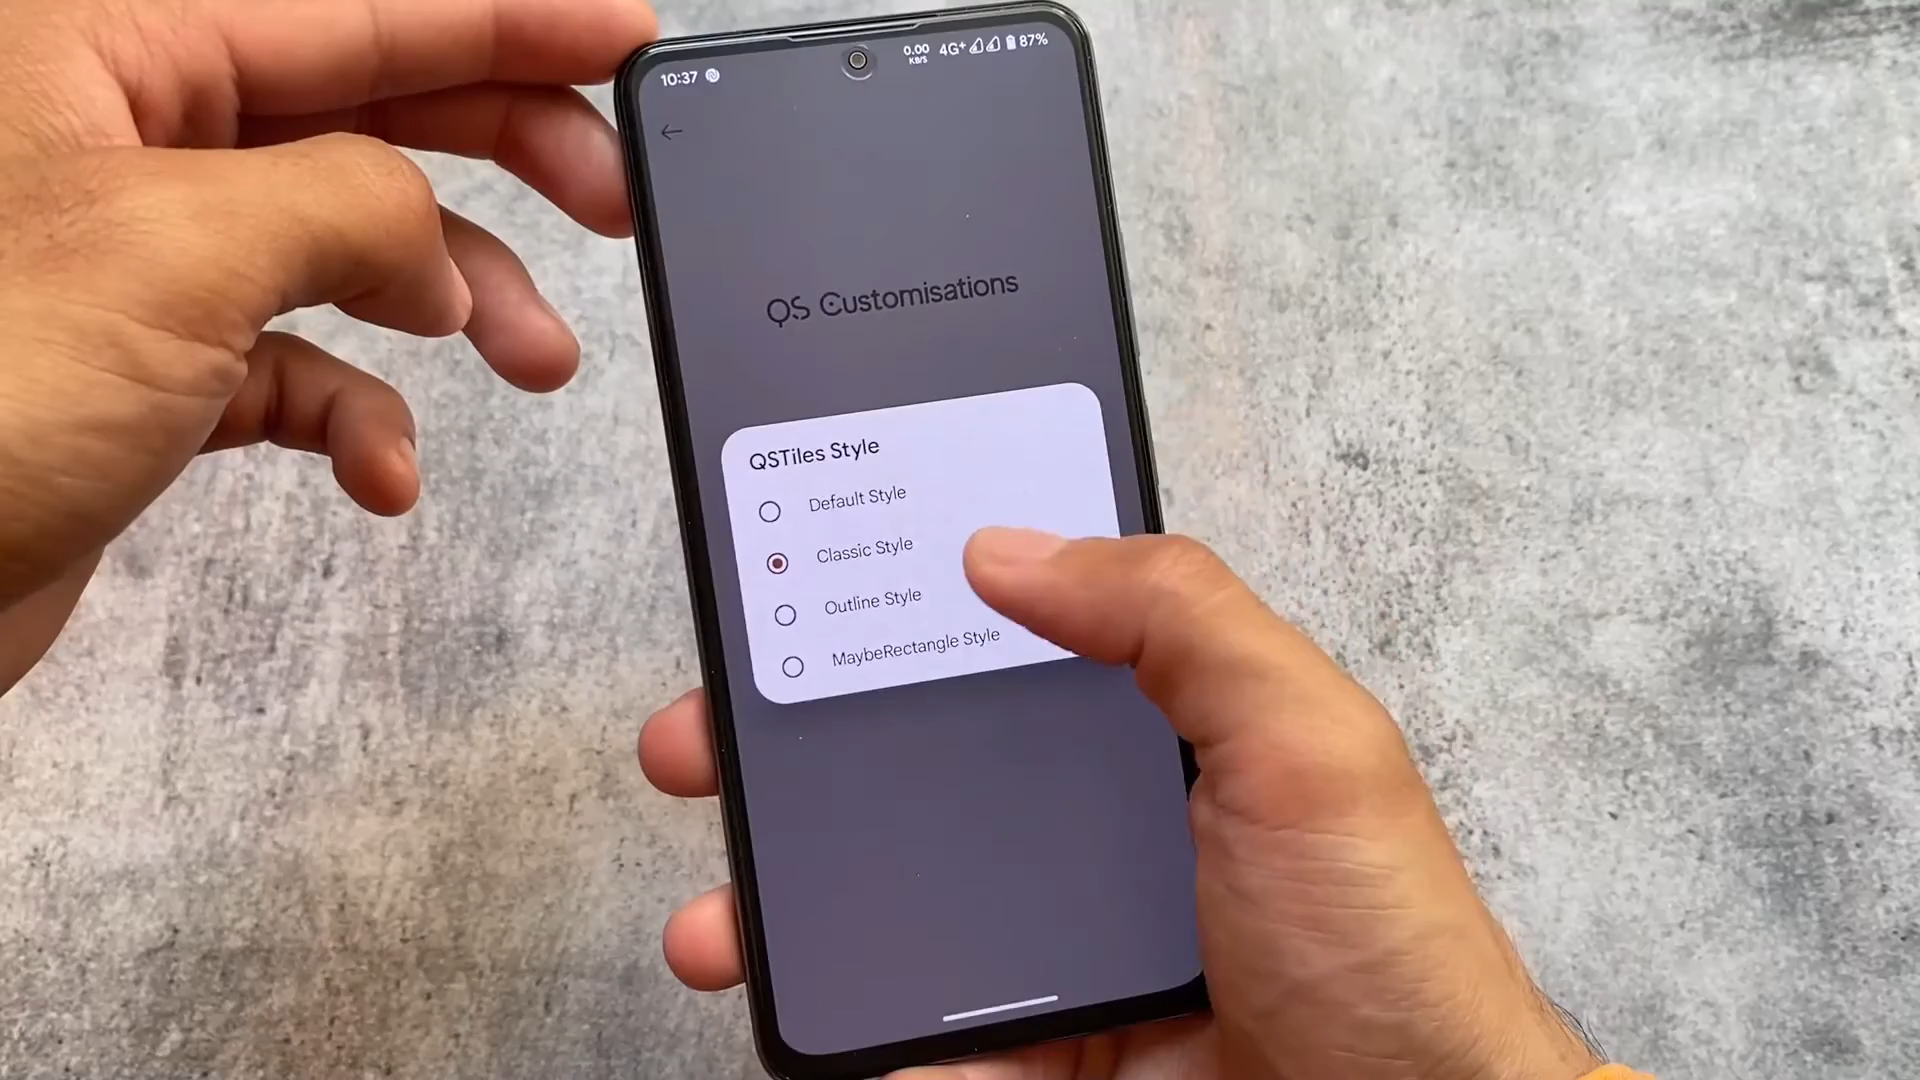 10:37
0.00
KB/S
4G+
87%
QS Customisations
QSTiles Style
Default Style
Classic Style
Outline Style
MaybeRectangle Style